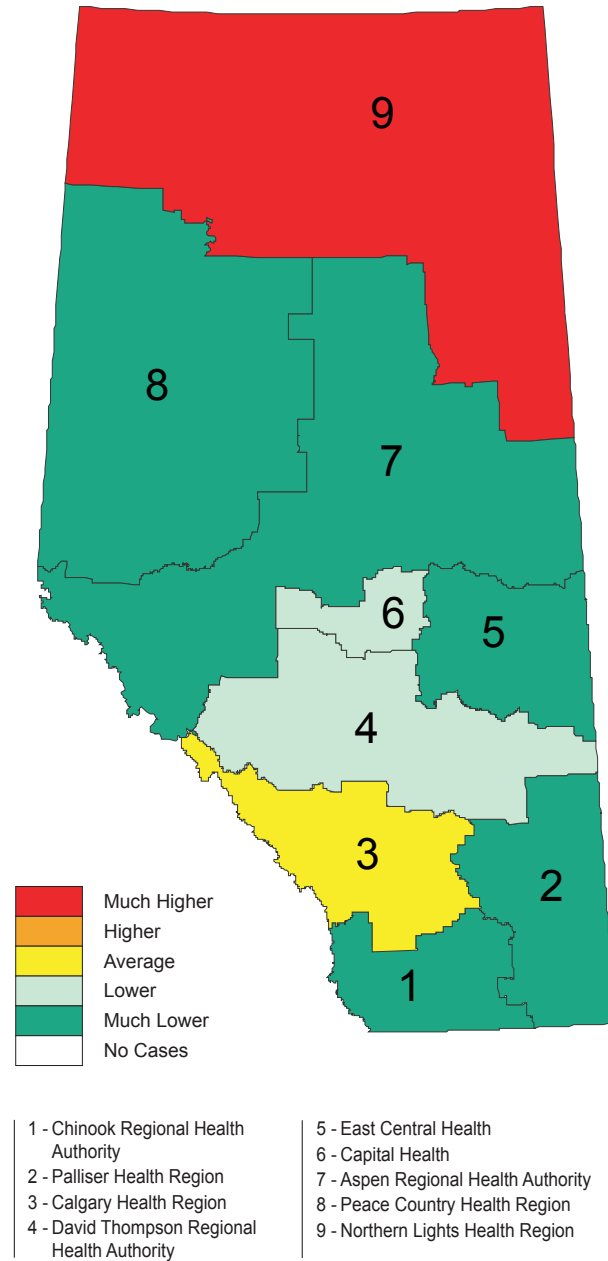 9
8
7
6
5
4
3
2
1
Much Higher
Higher
Average
Lower
Much Lower
No Cases
1 - Chinook Regional Health
Authority
2 - Palliser Health Region
3 - Calgary Health Region
4 - David Thompson Regional
Health Authority
5 - East Central Health
6 - Capital Health
7 - Aspen Regional Health Authority
8 - Peace Country Health Region
9 - Northern Lights Health Region